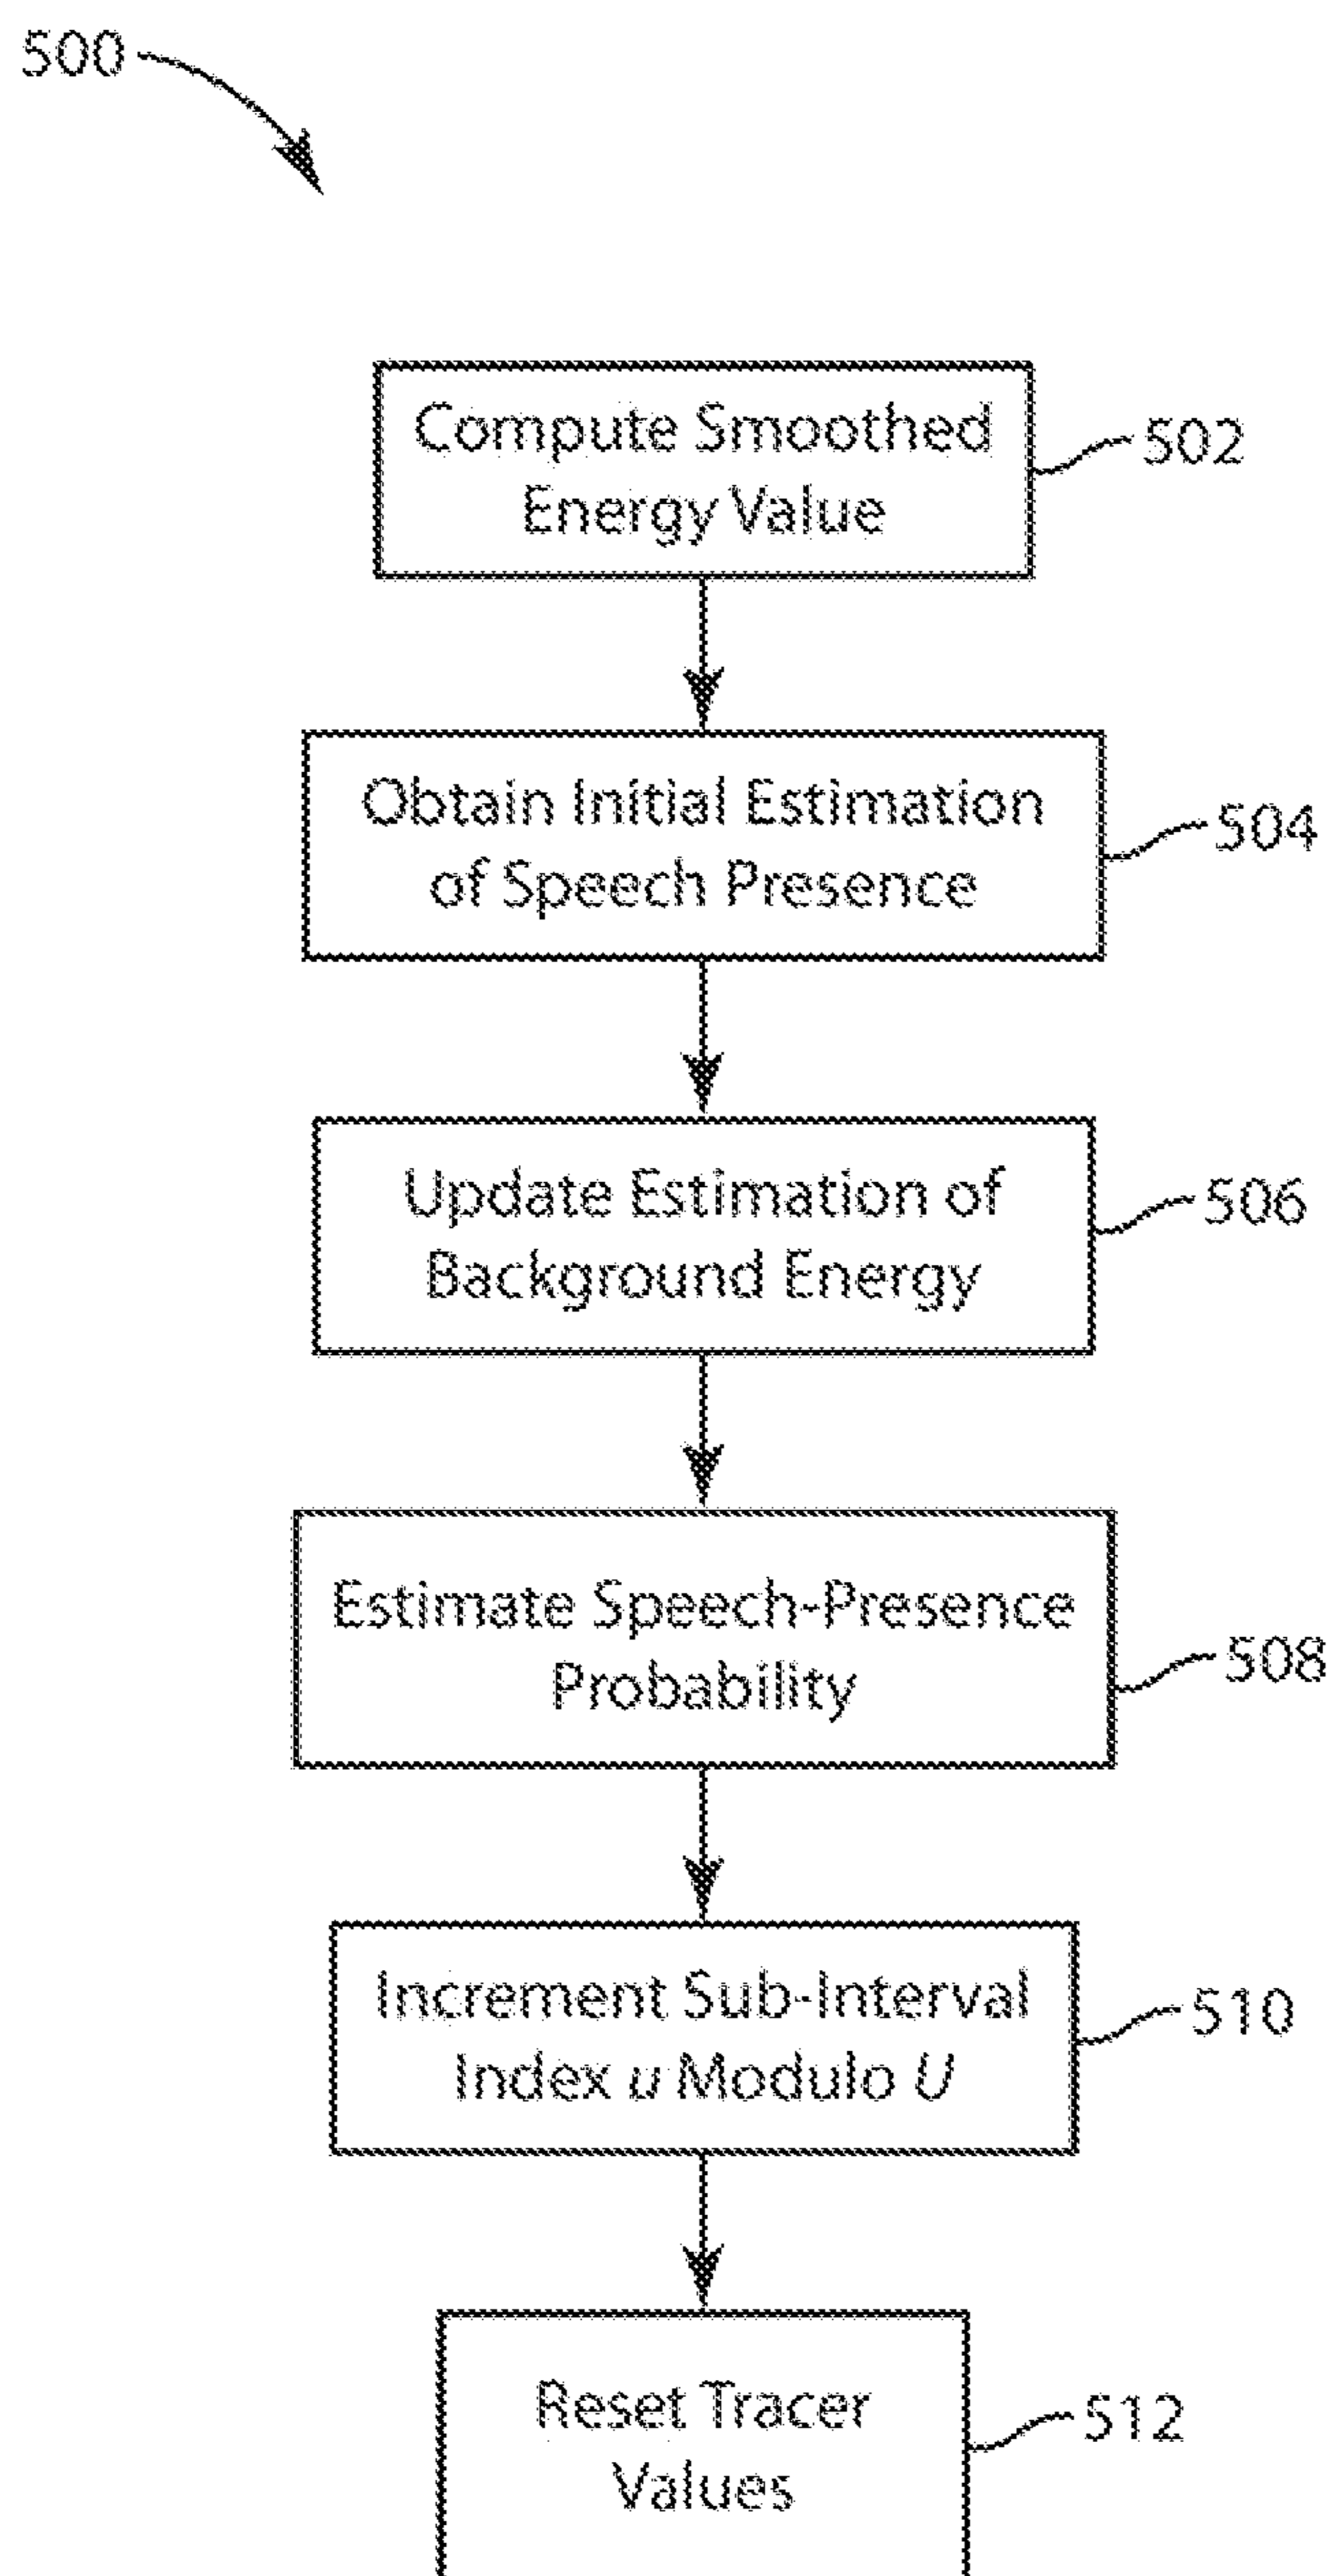 500
Compute Smoothed
Energy Value
502
Obtain Initial Estimation
of Speech Presence
504
Update Estimation of
Background Energy
506
Estimate Speech-Presence
Probability
508
Increment Sub-Interval
Index u Modulo U
510
Reset Tracer
Values
512